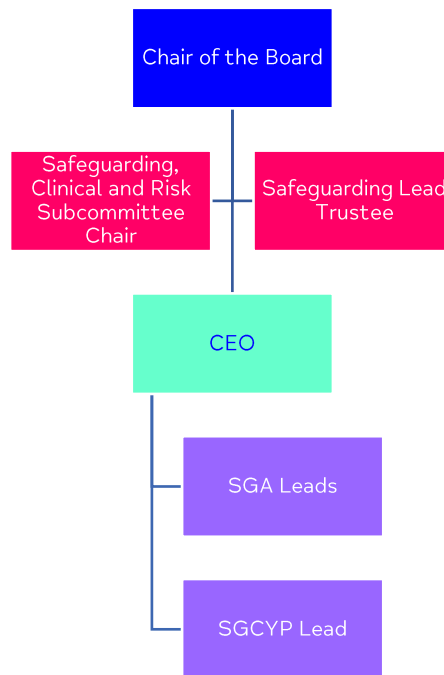 Chair of the Board
Safeguarding,
Clinical and Risk
Subcommittee
Chair
Safeguarding Lead
Trustee
CEO
SGA Leads
SGCYP Lead